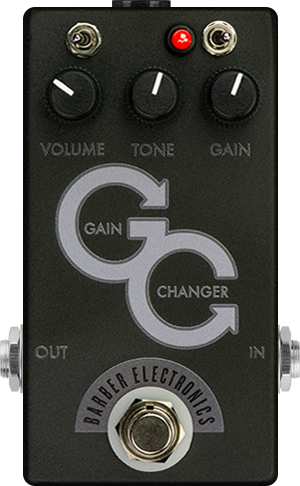 VOLUME TONE GAIN
GAIN
CHANGER
OUT IN
BARBER ELECTRONICS